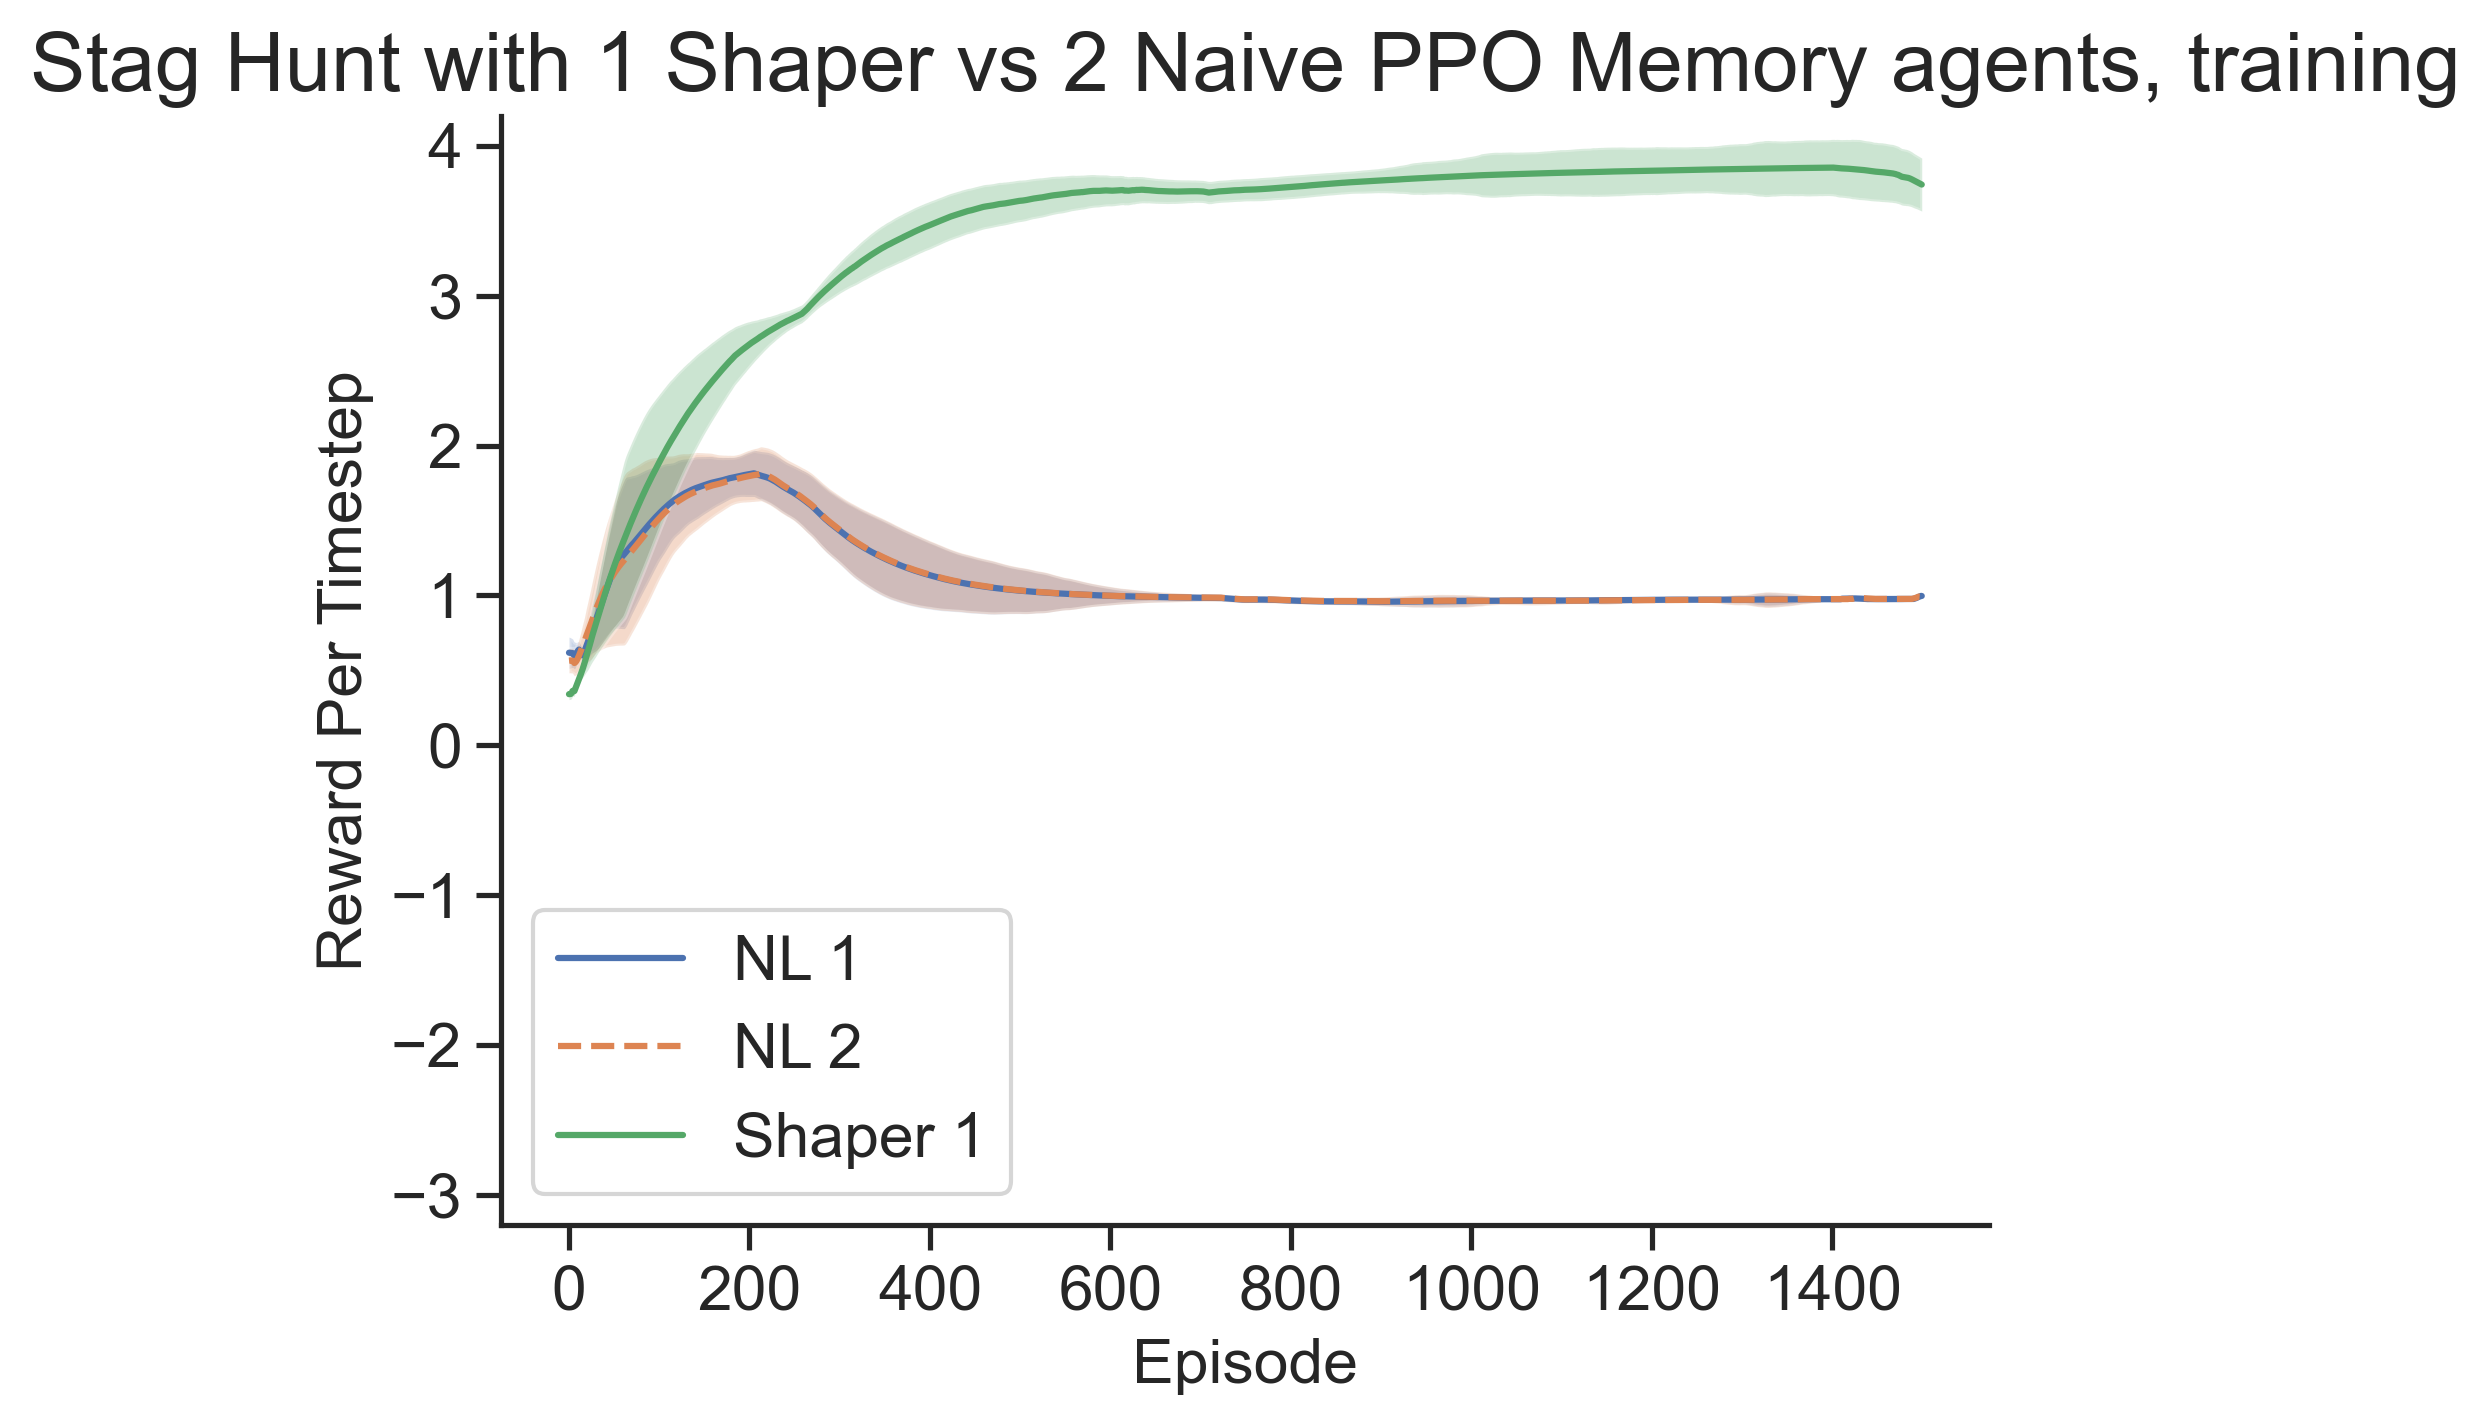 Stag Hunt with 1 Shaper vs 2 Naive PPO Memory agents, training
4
3
2
1
0
−1
−2
−3
Reward Per Timestep
NL 1
NL 2
Shaper 1
0 200 400 600 800 1000 1200 1400
Episode